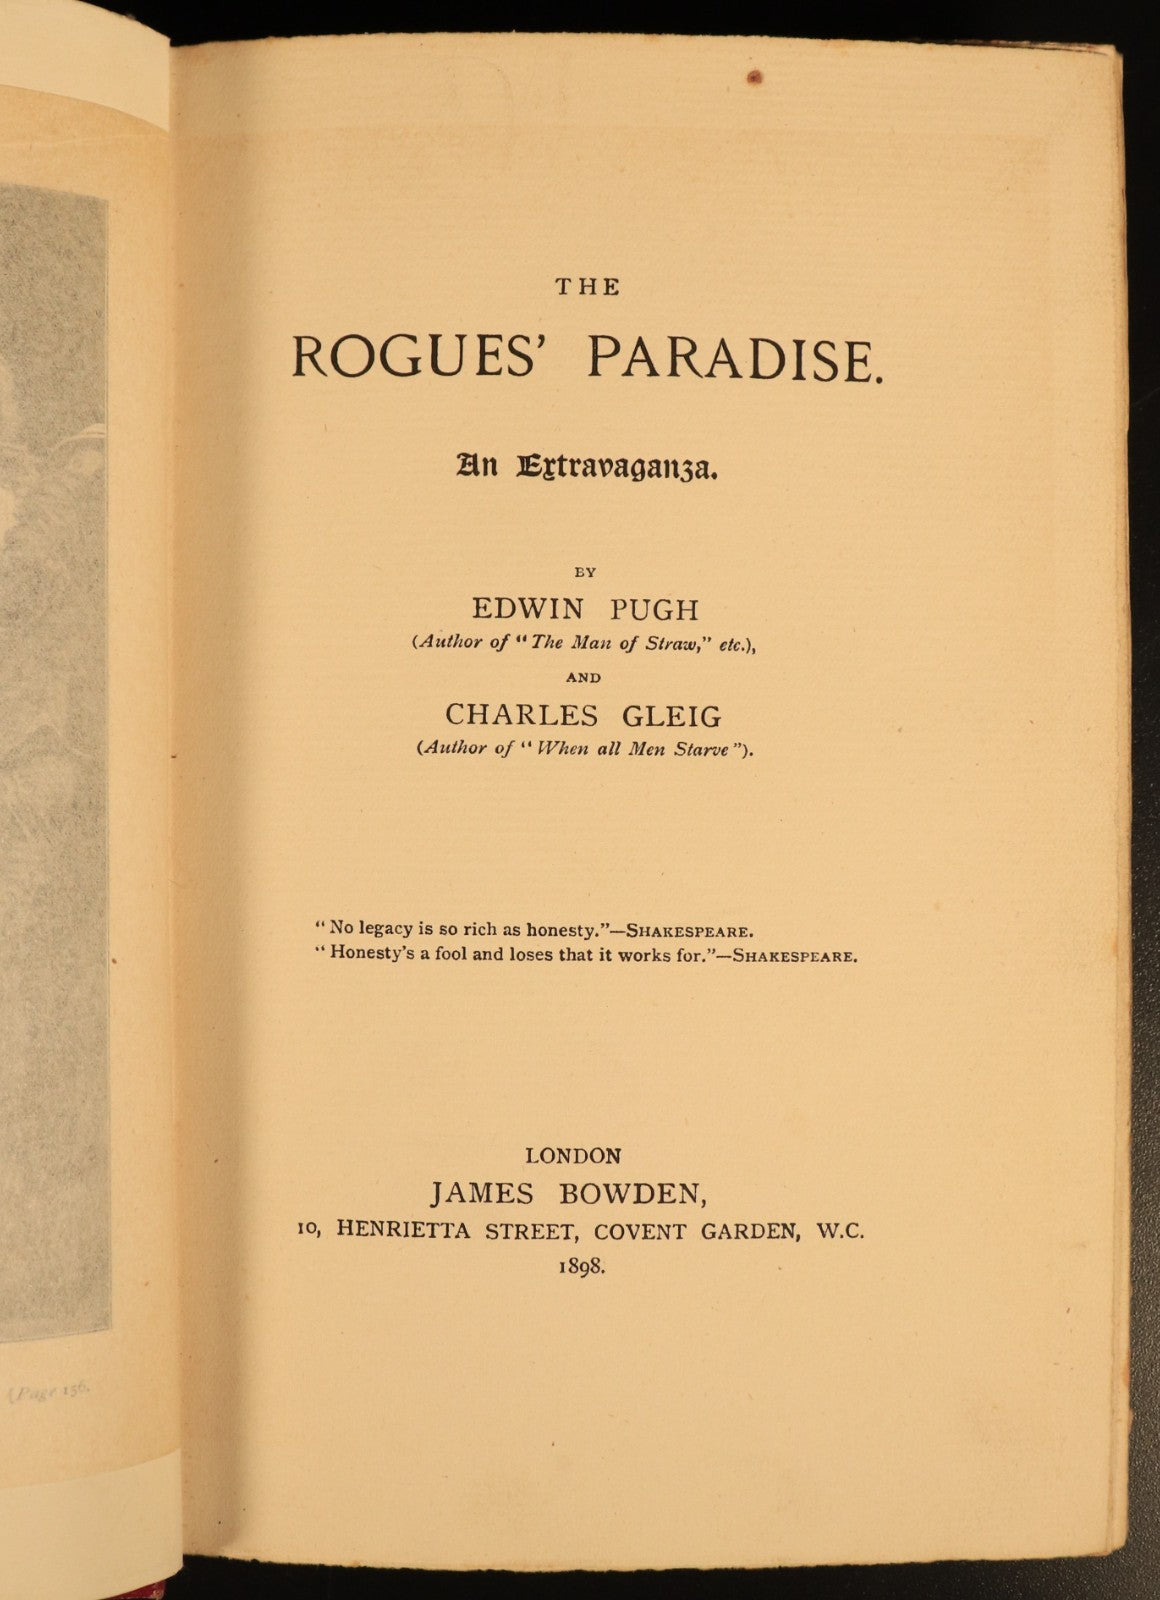 THE
ROGUES' PARADISE.
An Extravaganza.
BY
EDWIN PUGH
(Author of "The Man of Straw," etc.),
AND
CHARLES GLEIG
(Author of "When all Men Starve").
"No legacy is so rich as honesty."—SHAKESPEARE.
"Honesty's a fool and loses that it works for."—SHAKESPEARE.
LONDON
JAMES BOWDEN,
10, HENRIETTA STREET, COVENT GARDEN, W.C.
1898.
(Page 156.